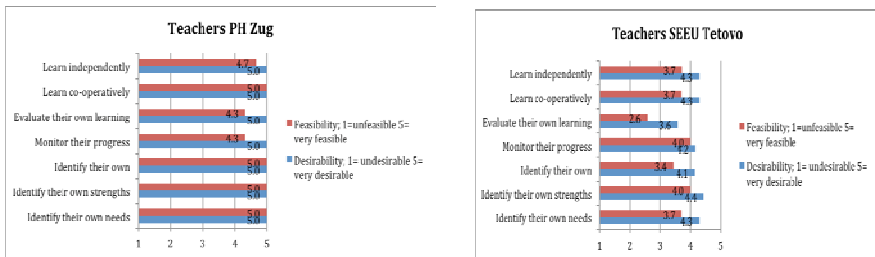 Teachers PH Zug
Learn independently
4.7
5.0
Learn co-operatively
5.0
5.0
Evaluate their own learning
4.3
5.0
Monitor their progress
4.3
5.0
Identify their own
5.0
5.0
Identify their own strengths
5.0
5.0
Identify their own needs
5.0
5.0
1 2 3 4 5
Feasibility; 1=unfeasible 5=
very feasible
Desirability; 1= undesirable 5=
very desirable
Teachers SEEU Tetovo
Learn independently
3.7
4.3
Learn co-operatively
3.7
4.3
Evaluate their own learning
2.6
3.6
Monitor their progress
4.0
4.2
Identify their own
3.4
4.1
Identify their own strengths
4.0
4.4
Identify their own needs
3.7
4.3
1 2 3 4 5
Feasibility; 1=unfeasible 5=
very feasible
Desirability; 1= undesirable 5=
very desirable